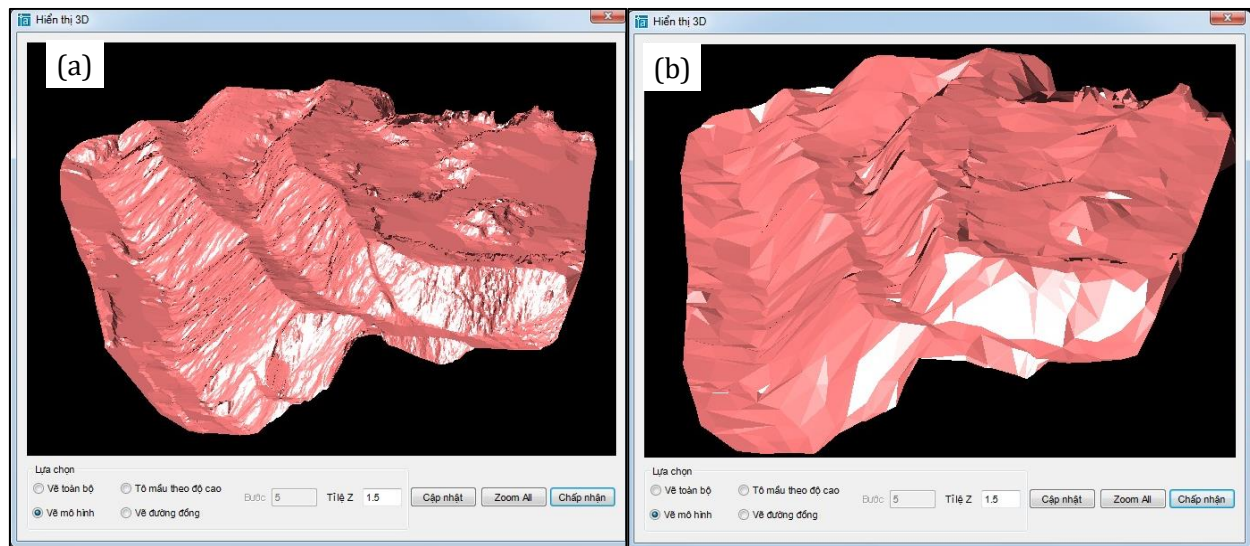 Hiển thị 3D
(a)
Lựa chọn
Vẽ toàn bộ
Tô mầu theo độ cao
Bước 5
Tỉ lệ Z 1.5
Cập nhật
Zoom All
Chấp nhận
Vẽ mô hình
Vẽ đường đồng
Hiển thị 3D
(b)
Lựa chọn
Vẽ toàn bộ
Tô mầu theo độ cao
Bước 5
Tỉ lệ Z 1.5
Cập nhật
Zoom All
Chấp nhận
Vẽ mô hình
Vẽ đường đồng